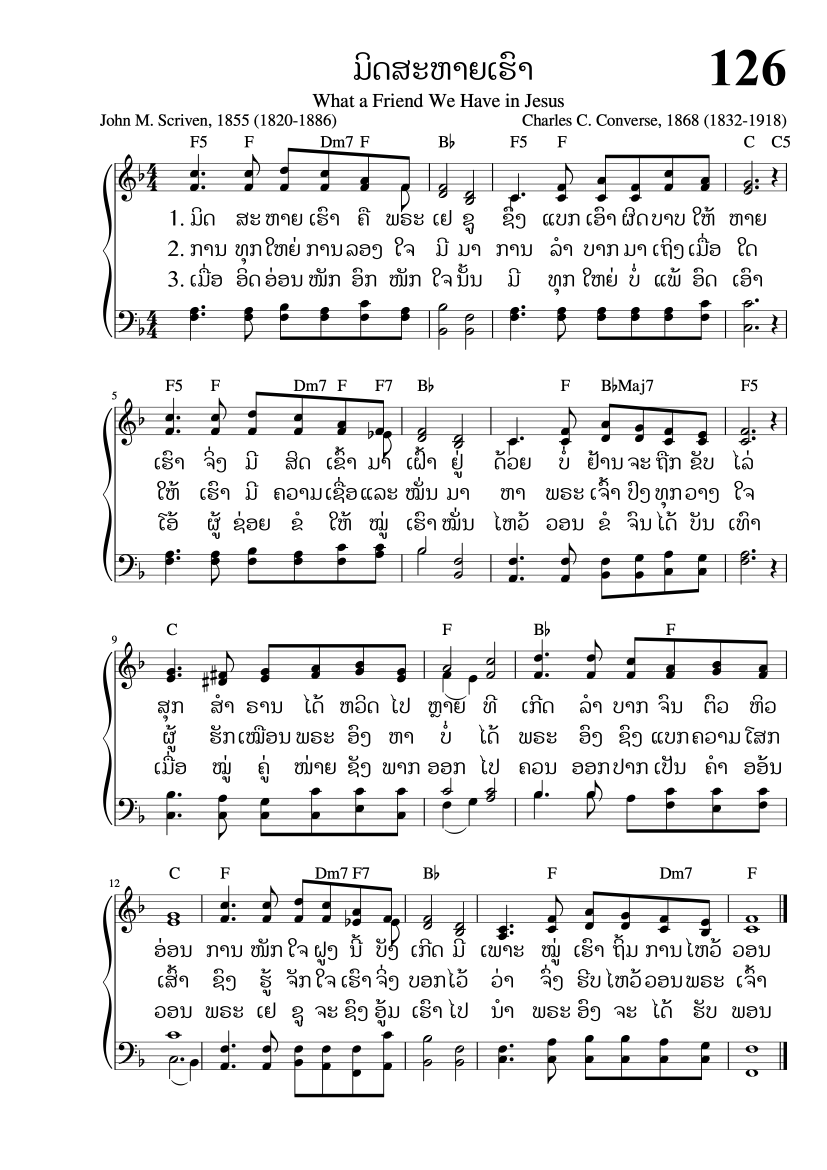 ມິດສະຫາຍເຮົາ
126
What a Friend We Have in Jesus
John M. Scriven, 1855 (1820-1886)
Charles C. Converse, 1868 (1832-1918)
F5 F Dm7 F B♭ F5 F C C5
1. ມິດ ສະ ຫາຍ ເຮົາ ຄື ພຣະ ເຢ ຊູ ຊຶ່ງ ແບກ ເອົາ ຜິດ ບາບ ໃຫ້ ຫາຍ
2. ການ ທຸກ ໃຫຍ່ ການ ລອງ ໃຈ ມີ ມາ ການ ລຳ ບາກ ມາ ເຖິງ ເມື່ອ ໃດ
3. ເມື່ອ ອິດ ອ່ອນ ໜັກ ອົກ ໜັກ ໃຈ ນັ້ນ ມີ ທຸກ ໃຫຍ່ ບໍ່ ແພ້ ອົດ ເອົາ
5
F5 F Dm7 F F7 B♭ F B♭Maj7 F5
ເຮົາ ຈິ່ງ ມີ ສິດ ເຂົ້າ ມາ ເຝົ້າ ຢູ່ ດ້ວຍ ບໍ່ ຢ້ານ ຈະ ຖືກ ຂັບ ໄລ່
ໃຫ້ ເຮົາ ມີ ຄວາມ ເຊື່ອ ແລະ ໝັ່ນ ມາ ຫາ ພຣະ ເຈົ້າ ປົງ ທຸກ ວາງ ໃຈ
ໂອ້ ຜູ້ ຊ່ອຍ ຂໍ ໃຫ້ ໝູ່ ເຮົາ ໝັ່ນ ໄຫວ້ ວອນ ຂໍ ຈົນ ໄດ້ ບັນ ເທົາ
9
C F B♭ F
ສຸກ ສຳ ຣານ ໄດ້ ຫວິດ ໄປ ຫຼາຍ ທີ ເກີດ ລຳ ບາກ ຈົນ ຕົວ ຫິວ
ຜູ້ ຮັກ ເໝືອນ ພຣະ ອົງ ຫາ ບໍ່ ໄດ້ ພຣະ ອົງ ຊົງ ແບກ ຄວາມ ໂສກ
ເມື່ອ ໝູ່ ຄູ່ ໜ່າຍ ຊັງ ພາກ ອອກ ໄປ ຄວນ ອອກ ປາກ ເປັນ ຄຳ ອອ້ນ
12
C F Dm7 F7 B♭ F Dm7 F
ອ່ອນ ການ ໜັກ ໃຈ ຝູງ ນີ້ ບັງ ເກີດ ມີ ເພາະ ໝູ່ ເຮົາ ຖິ້ມ ການ ໄຫວ້ ວອນ
ເສົ້າ ຊົງ ຮູ້ ຈັກ ໃຈ ເຮົາ ຈິ່ງ ບອກ ໄວ້ ວ່າ ຈົ່ງ ຮີບ ໄຫວ້ ວອນ ພຣະ ເຈົ້າ
ວອນ ພຣະ ເຢ ຊູ ຈະ ຊົງ ອູ້ມ ເຮົາ ໄປ ນຳ ພຣະ ອົງ ຈະ ໄດ້ ຮັບ ພອນ